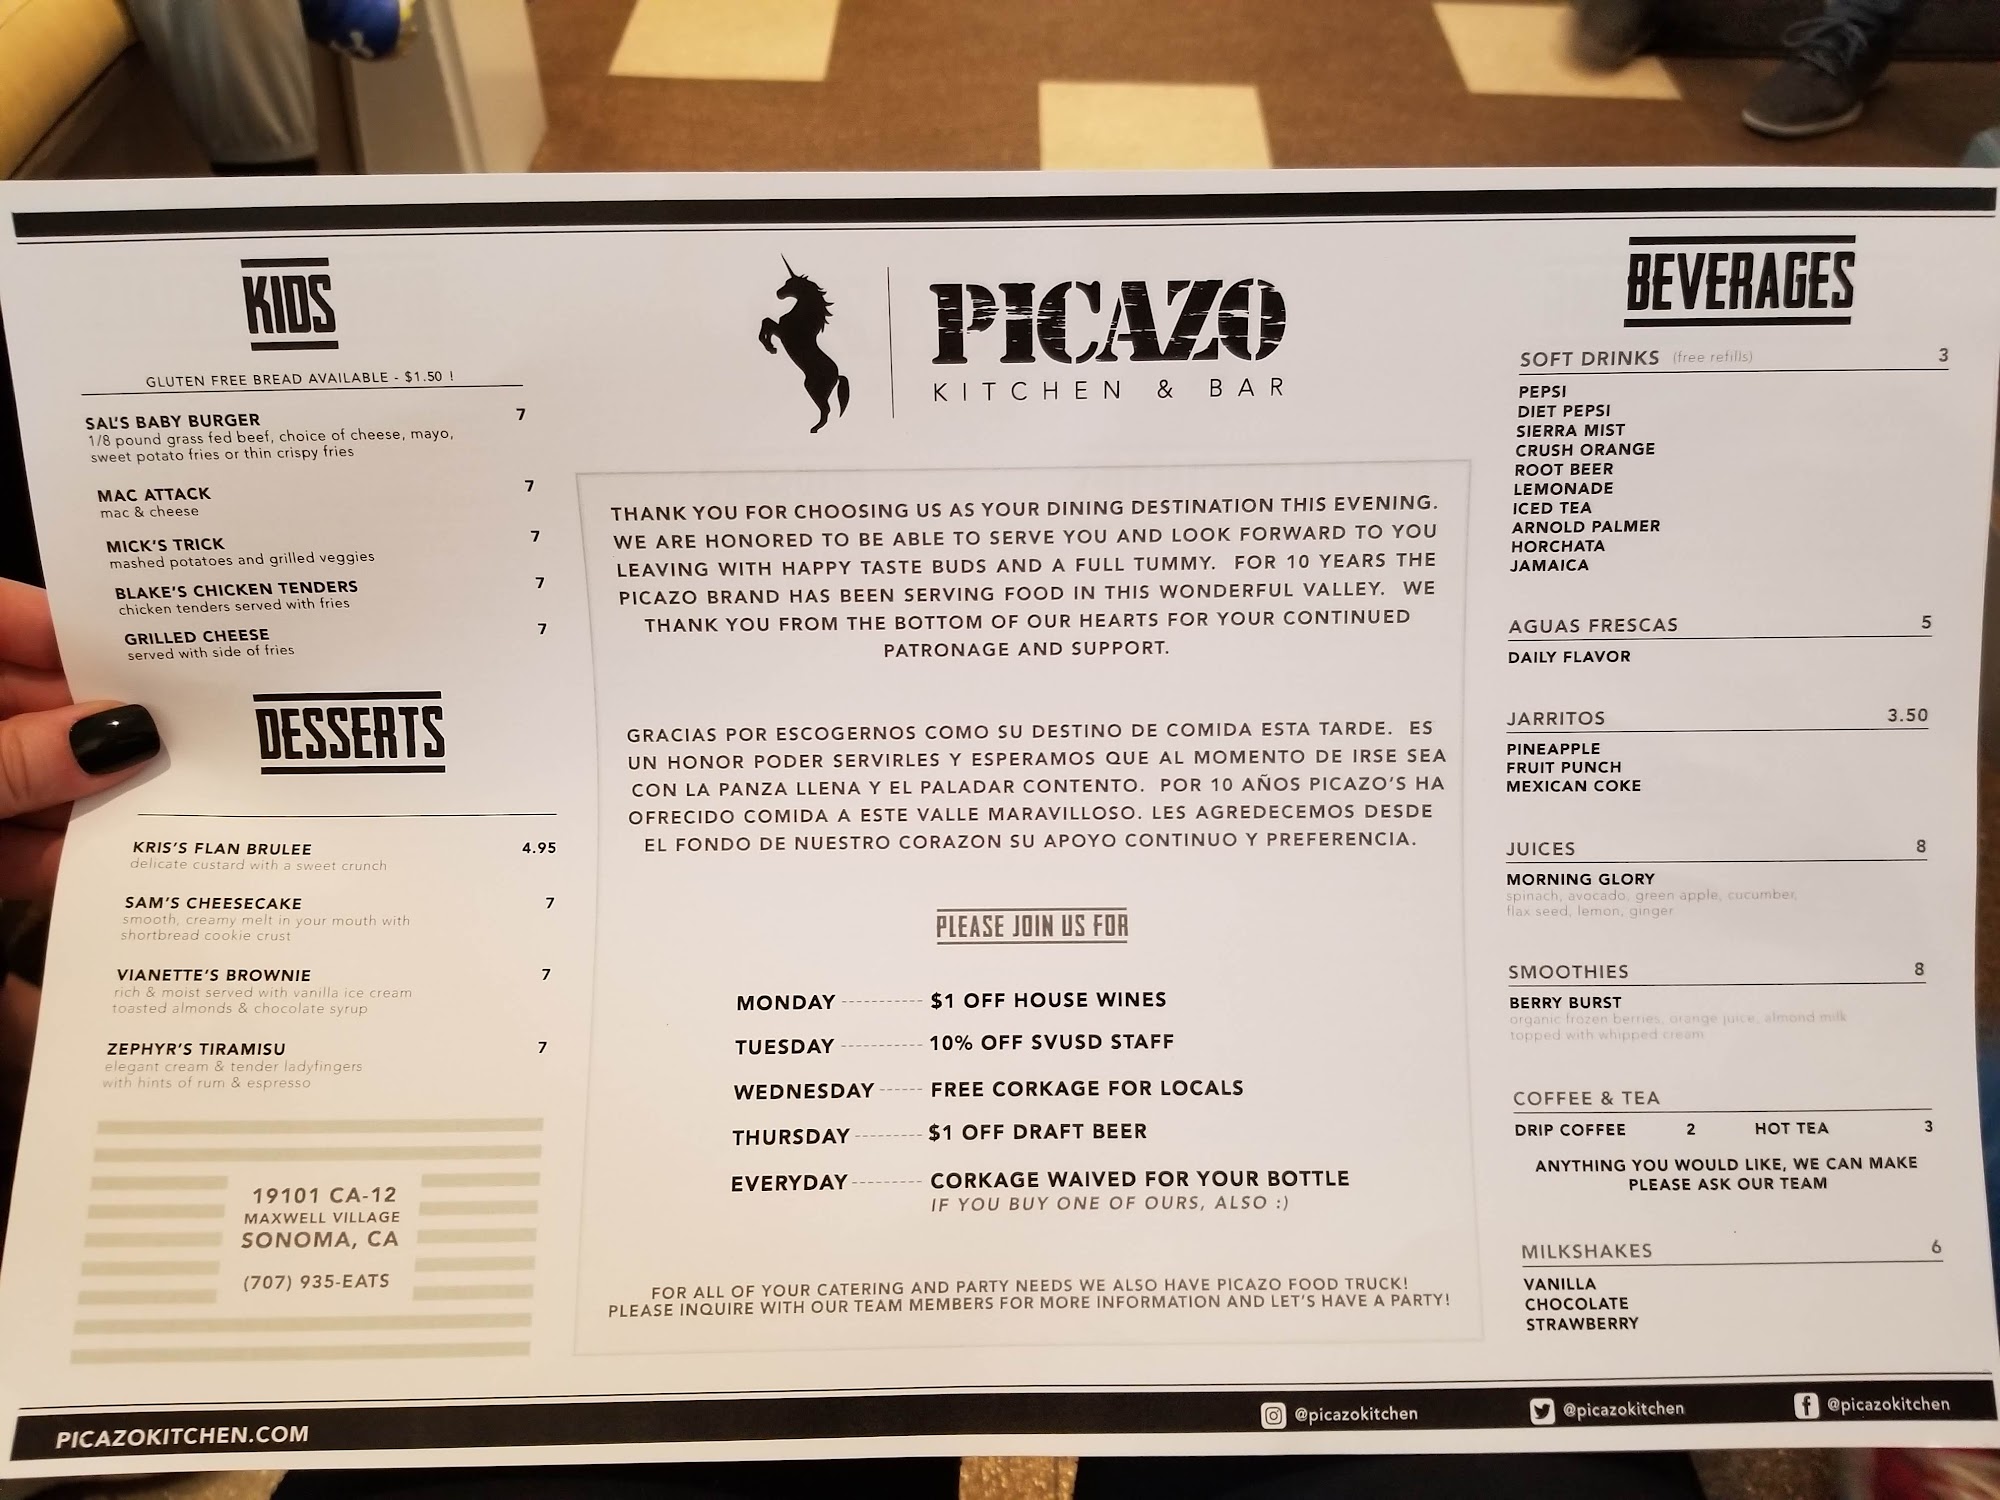 KIDS
GLUTEN FREE BREAD AVAILABLE - $1.50 !
SAL'S BABY BURGER 7
1/8 pound grass fed beef, choice of cheese, mayo,
sweet potato fries or thin crispy fries
MAC ATTACK 7
mac & cheese
MICK'S TRICK 7
mashed potatoes and grilled veggies
BLAKE'S CHICKEN TENDERS 7
chicken tenders served with fries
GRILLED CHEESE 7
served with side of fries
DESSERTS
KRIS'S FLAN BRULEE 4.95
delicate custard with a sweet crunch
SAM'S CHEESECAKE 7
smooth, creamy melt in your mouth with
shortbread cookie crust
VIANETTE'S BROWNIE 7
rich & moist served with vanilla ice cream
toasted almonds & chocolate syrup
ZEPHYR'S TIRAMISU 7
elegant cream & tender ladyfingers
with hints of rum & espresso
19101 CA-12
MAXWELL VILLAGE
SONOMA, CA
(707) 935-EATS
PICAZO
KITCHEN & BAR
THANK YOU FOR CHOOSING US AS YOUR DINING DESTINATION THIS EVENING.
WE ARE HONORED TO BE ABLE TO SERVE YOU AND LOOK FORWARD TO YOU
LEAVING WITH HAPPY TASTE BUDS AND A FULL TUMMY. FOR 10 YEARS THE
PICAZO BRAND HAS BEEN SERVING FOOD IN THIS WONDERFUL VALLEY. WE
THANK YOU FROM THE BOTTOM OF OUR HEARTS FOR YOUR CONTINUED
PATRONAGE AND SUPPORT.
GRACIAS POR ESCOGERNOS COMO SU DESTINO DE COMIDA ESTA TARDE. ES
UN HONOR PODER SERVIRLES Y ESPERAMOS QUE AL MOMENTO DE IRSE SEA
CON LA PANZA LLENA Y EL PALADAR CONTENTO. POR 10 AÑOS PICAZO'S HA
OFRECIDO COMIDA A ESTE VALLE MARAVILLOSO. LES AGREDECEMOS DESDE
EL FONDO DE NUESTRO CORAZON SU APOYO CONTINUO Y PREFERENCIA.
PLEASE JOIN US FOR
MONDAY ---------- $1 OFF HOUSE WINES
TUESDAY ---------- 10% OFF SVUSD STAFF
WEDNESDAY ------ FREE CORKAGE FOR LOCALS
THURSDAY -------- $1 OFF DRAFT BEER
EVERYDAY --------- CORKAGE WAIVED FOR YOUR BOTTLE
IF YOU BUY ONE OF OURS, ALSO :)
FOR ALL OF YOUR CATERING AND PARTY NEEDS WE ALSO HAVE PICAZO FOOD TRUCK!
PLEASE INQUIRE WITH OUR TEAM MEMBERS FOR MORE INFORMATION AND LET'S HAVE A PARTY!
BEVERAGES
SOFT DRINKS (free refills) 3
PEPSI
DIET PEPSI
SIERRA MIST
CRUSH ORANGE
ROOT BEER
LEMONADE
ICED TEA
ARNOLD PALMER
HORCHATA
JAMAICA
AGUAS FRESCAS 5
DAILY FLAVOR
JARRITOS 3.50
PINEAPPLE
FRUIT PUNCH
MEXICAN COKE
JUICES 8
MORNING GLORY
spinach, avocado, green apple, cucumber,
flax seed, lemon, ginger
SMOOTHIES 8
BERRY BURST
organic frozen berries, orange juice, almond milk
topped with whipped cream
COFFEE & TEA
DRIP COFFEE 2 HOT TEA 3
ANYTHING YOU WOULD LIKE, WE CAN MAKE
PLEASE ASK OUR TEAM
MILKSHAKES 6
VANILLA
CHOCOLATE
STRAWBERRY
PICAZOKITCHEN.COM
@picazokitchen @picazokitchen @picazokitchen